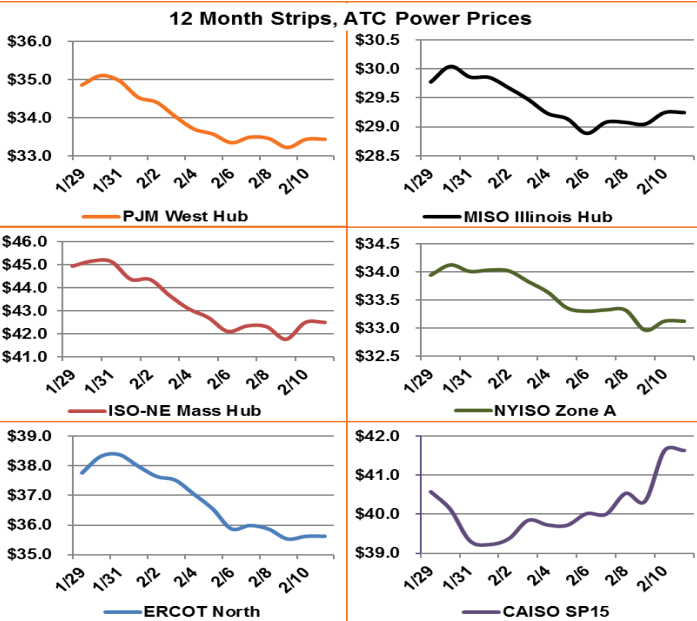 12 Month Strips, ATC Power Prices
$36.0
$35.0
$34.0
$33.0
1/29 1/31 2/2 2/4 2/6 2/8 2/10
PJM West Hub
$30.5
$30.0
$29.5
$29.0
$28.5
1/29 1/31 2/2 2/4 2/6 2/8 2/10
MISO Illinois Hub
$46.0
$45.0
$44.0
$43.0
$42.0
$41.0
1/29 1/31 2/2 2/4 2/6 2/8 2/10
ISO-NE Mass Hub
$34.5
$34.0
$33.5
$33.0
$32.5
1/29 1/31 2/2 2/4 2/6 2/8 2/10
NYISO Zone A
$39.0
$38.0
$37.0
$36.0
$35.0
1/29 1/31 2/2 2/4 2/6 2/8 2/10
ERCOT North
$42.0
$41.0
$40.0
$39.0
1/29 1/31 2/2 2/4 2/6 2/8 2/10
CAISO SP15